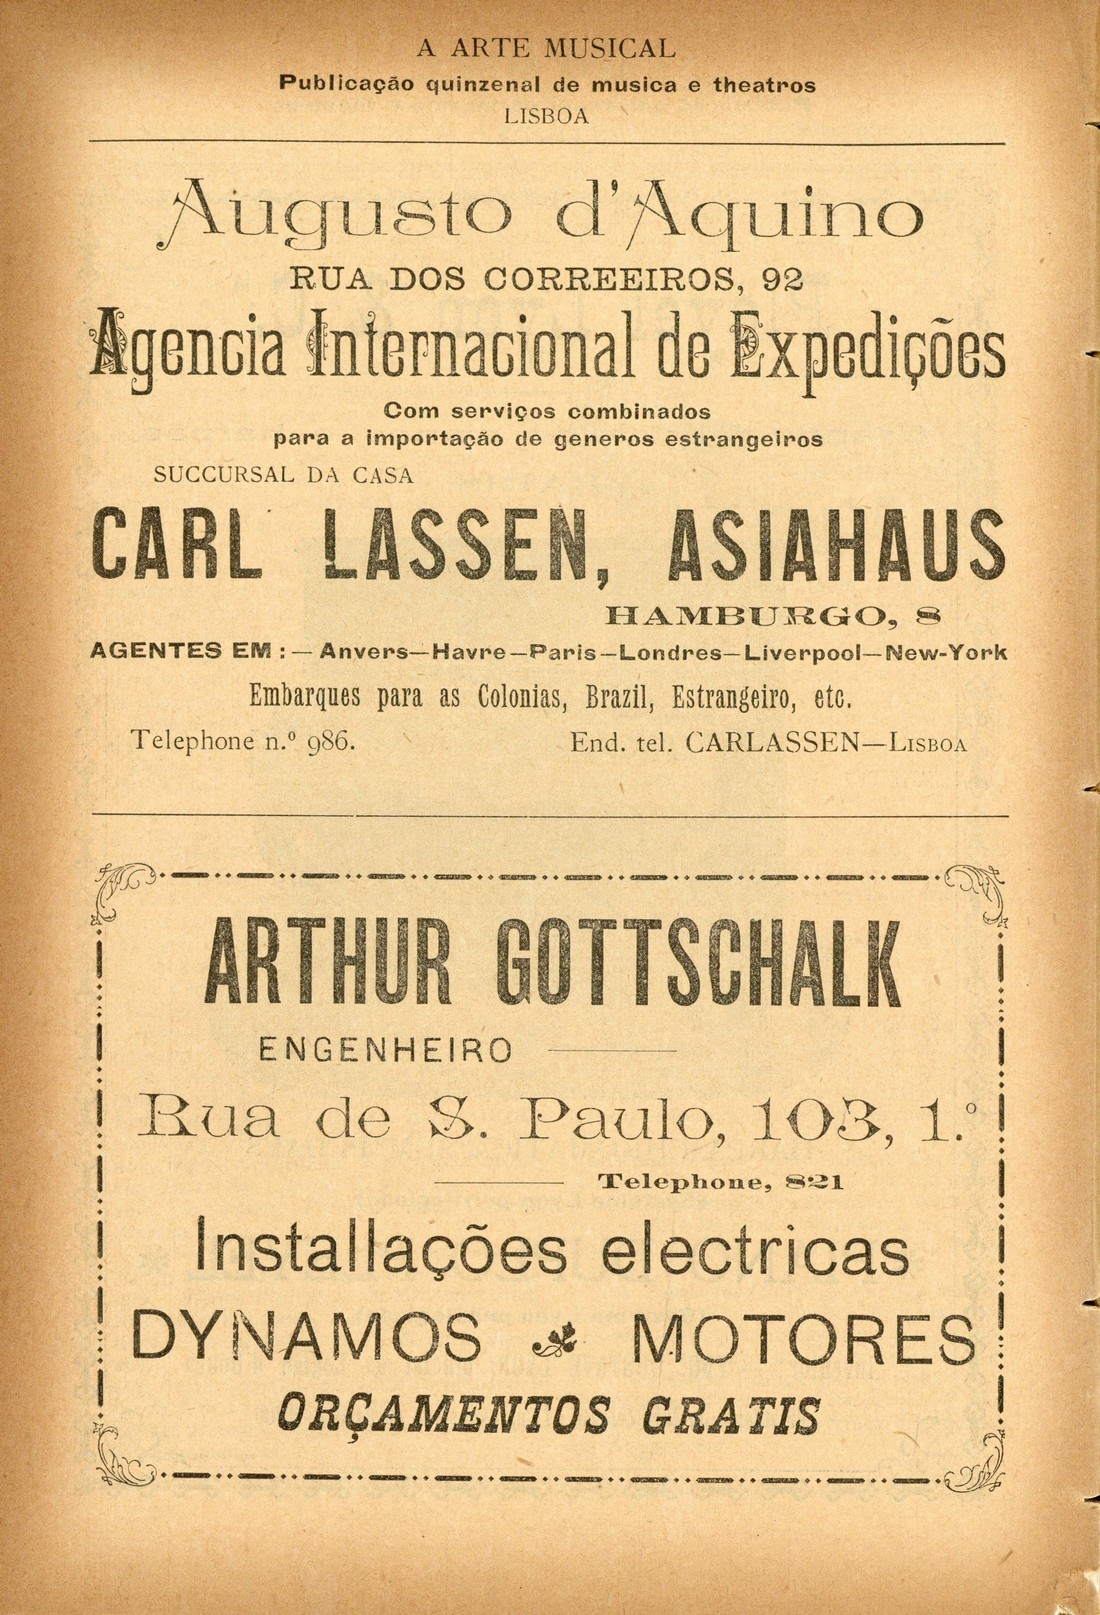 A ARTE MUSICAL
Publicação quinzenal de musica e theatros
LISBOA
Augusto d'Aquino
RUA DOS CORREEIROS, 92
Agencia Internacional de Expedições
Com serviços combinados
para a importação de generos estrangeiros
SUCCURSAL DA CASA
CARL LASSEN, ASIAHAUS
HAMBURGO, 8
AGENTES EM : — Anvers—Havre—Paris—Londres—Liverpool—New-York
Embarques para as Colonias, Brazil, Estrangeiro, etc.
Telephone n.º 986. End. tel. CARLASSEN—LISBOA
ARTHUR GOTTSCHALK
ENGENHEIRO
Rua de S. Paulo, 103, 1.º
Telephone, 821
Installações electricas
DYNAMOS MOTORES
ORÇAMENTOS GRATIS